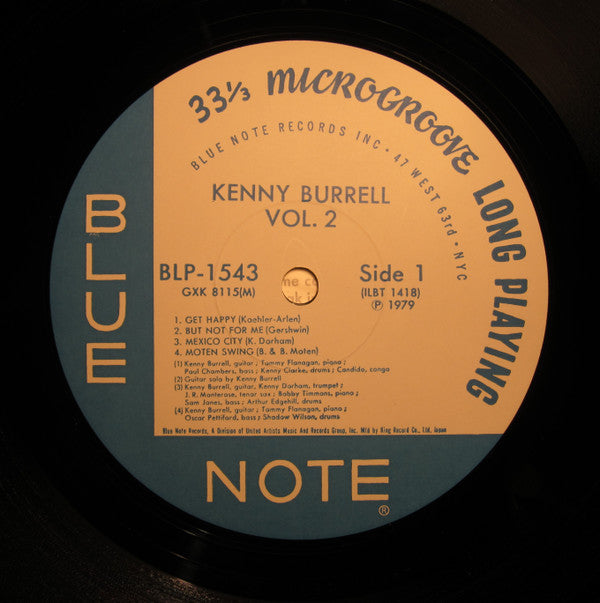 33⅓ MICROGROOVE LONG PLAYING
BLUE NOTE RECORDS INC • 47 WEST 63rd • NYC
KENNY BURRELL
VOL. 2
BLP-1543
GXK 8115(M)
Side 1
(ILBT 1418)
Ⓟ 1979
1. GET HAPPY (Koehler-Arlen)
2. BUT NOT FOR ME (Gershwin)
3. MEXICO CITY (K. Dorham)
4. MOTEN SWING (B. & B. Moten)
(1) Kenny Burrell, guitar ; Tommy Flanagan, piano ;
Paul Chambers, bass ; Kenny Clarke, drums ; Candido, conga
(2) Guitar solo by Kenny Burrell
(3) Kenny Burrell, guitar, Kenny Dorham, trumpet ;
J. R. Monterose, tenor sax ; Bobby Timmons, piano ;
Sam Jones, bass ; Arthur Edgehill, drums
(4) Kenny Burrell, guitar ; Tommy Flanagan, piano ;
Oscar Pettiford, bass ; Shadow Wilson, drums
Blue Note Records, A Division of United Artists Music And Records Group, Inc. Mfd by King Record Co., Ltd, Japan
BLUE
NOTE®